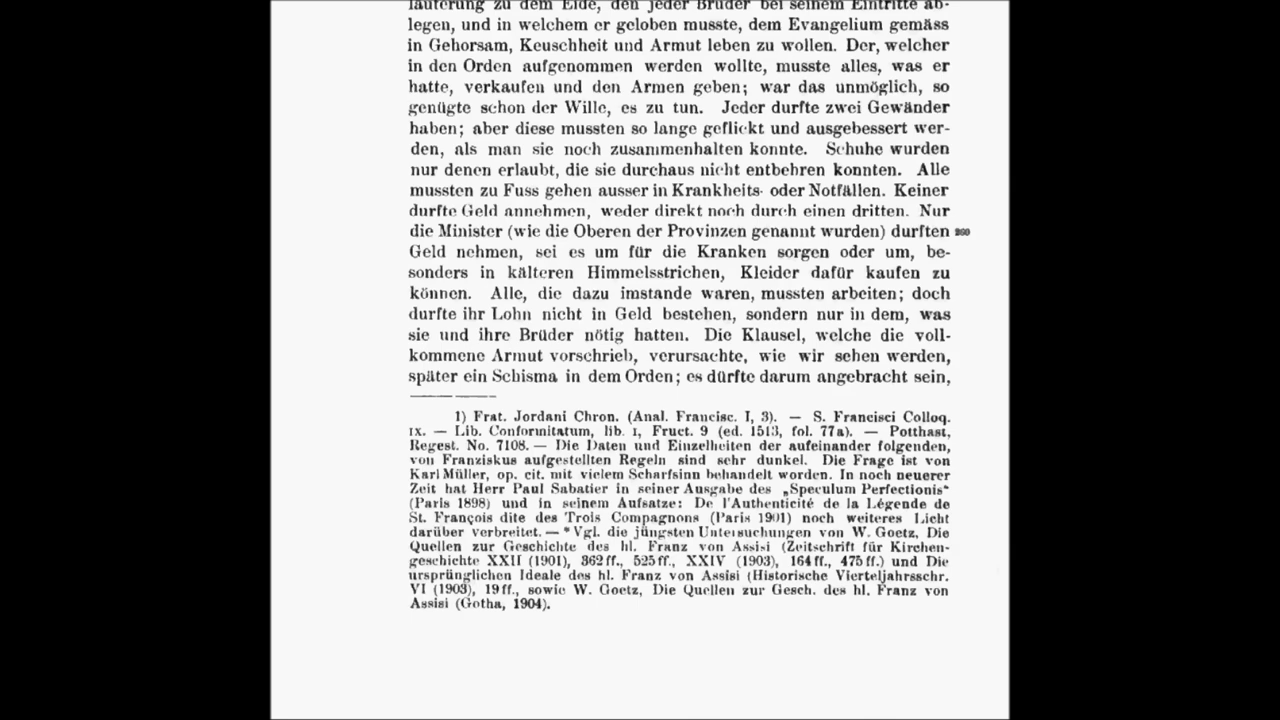 läuterung zu dem Eide, den jeder Bruder bei seinem Eintritte ab-
legen, und in welchem er geloben musste, dem Evangelium gemäss
in Gehorsam, Keuschheit und Armut leben zu wollen. Der, welcher
in den Orden aufgenommen werden wollte, musste alles, was er
hatte, verkaufen und den Armen geben; war das unmöglich, so
genügte schon der Wille, es zu tun. Jeder durfte zwei Gewänder
haben; aber diese mussten so lange geflickt und ausgebessert wer-
den, als man sie noch zusammenhalten konnte. Schuhe wurden
nur denen erlaubt, die sie durchaus nicht entbehren konnten. Alle
mussten zu Fuss gehen ausser in Krankheits- oder Notfällen. Keiner
durfte Geld annehmen, weder direkt noch durch einen dritten. Nur
die Minister (wie die Oberen der Provinzen genannt wurden) durften 260
Geld nehmen, sei es um für die Kranken sorgen oder um, be-
sonders in kälteren Himmelsstrichen, Kleider dafür kaufen zu
können. Alle, die dazu imstande waren, mussten arbeiten; doch
durfte ihr Lohn nicht in Geld bestehen, sondern nur in dem, was
sie und ihre Brüder nötig hatten. Die Klausel, welche die voll-
kommene Armut vorschrieb, verursachte, wie wir sehen werden,
später ein Schisma in dem Orden; es dürfte darum angebracht sein,
1) Frat. Jordani Chron. (Anal. Francisc. I, 3). — S. Francisci Colloq.
IX. — Lib. Conformitatum, lib. I, Fruct. 9 (ed. 1513, fol. 77a). — Potthast,
Regest. No. 7108. — Die Daten und Einzelheiten der aufeinander folgenden,
von Franziskus aufgestellten Regeln sind sehr dunkel. Die Frage ist von
Karl Müller, op. cit. mit vielem Scharfsinn behandelt worden. In noch neuerer
Zeit hat Herr Paul Sabatier in seiner Ausgabe des „Speculum Perfectionis“
(Paris 1898) und in seinem Aufsatze: De l'Authenticité de la Légende de
St. François dite des Trois Compagnons (Paris 1901) noch weiteres Licht
darüber verbreitet. — * Vgl. die jüngsten Untersuchungen von W. Goetz, Die
Quellen zur Geschichte des hl. Franz von Assisi (Zeitschrift für Kirchen-
geschichte XXII (1901), 362 ff., 525 ff., XXIV (1903), 164 ff., 475 ff.) und Die
ursprünglichen Ideale des hl. Franz von Assisi (Historische Vierteljahrsschr.
VI (1903), 19 ff., sowie W. Goetz, Die Quellen zur Gesch. des hl. Franz von
Assisi (Gotha, 1904).